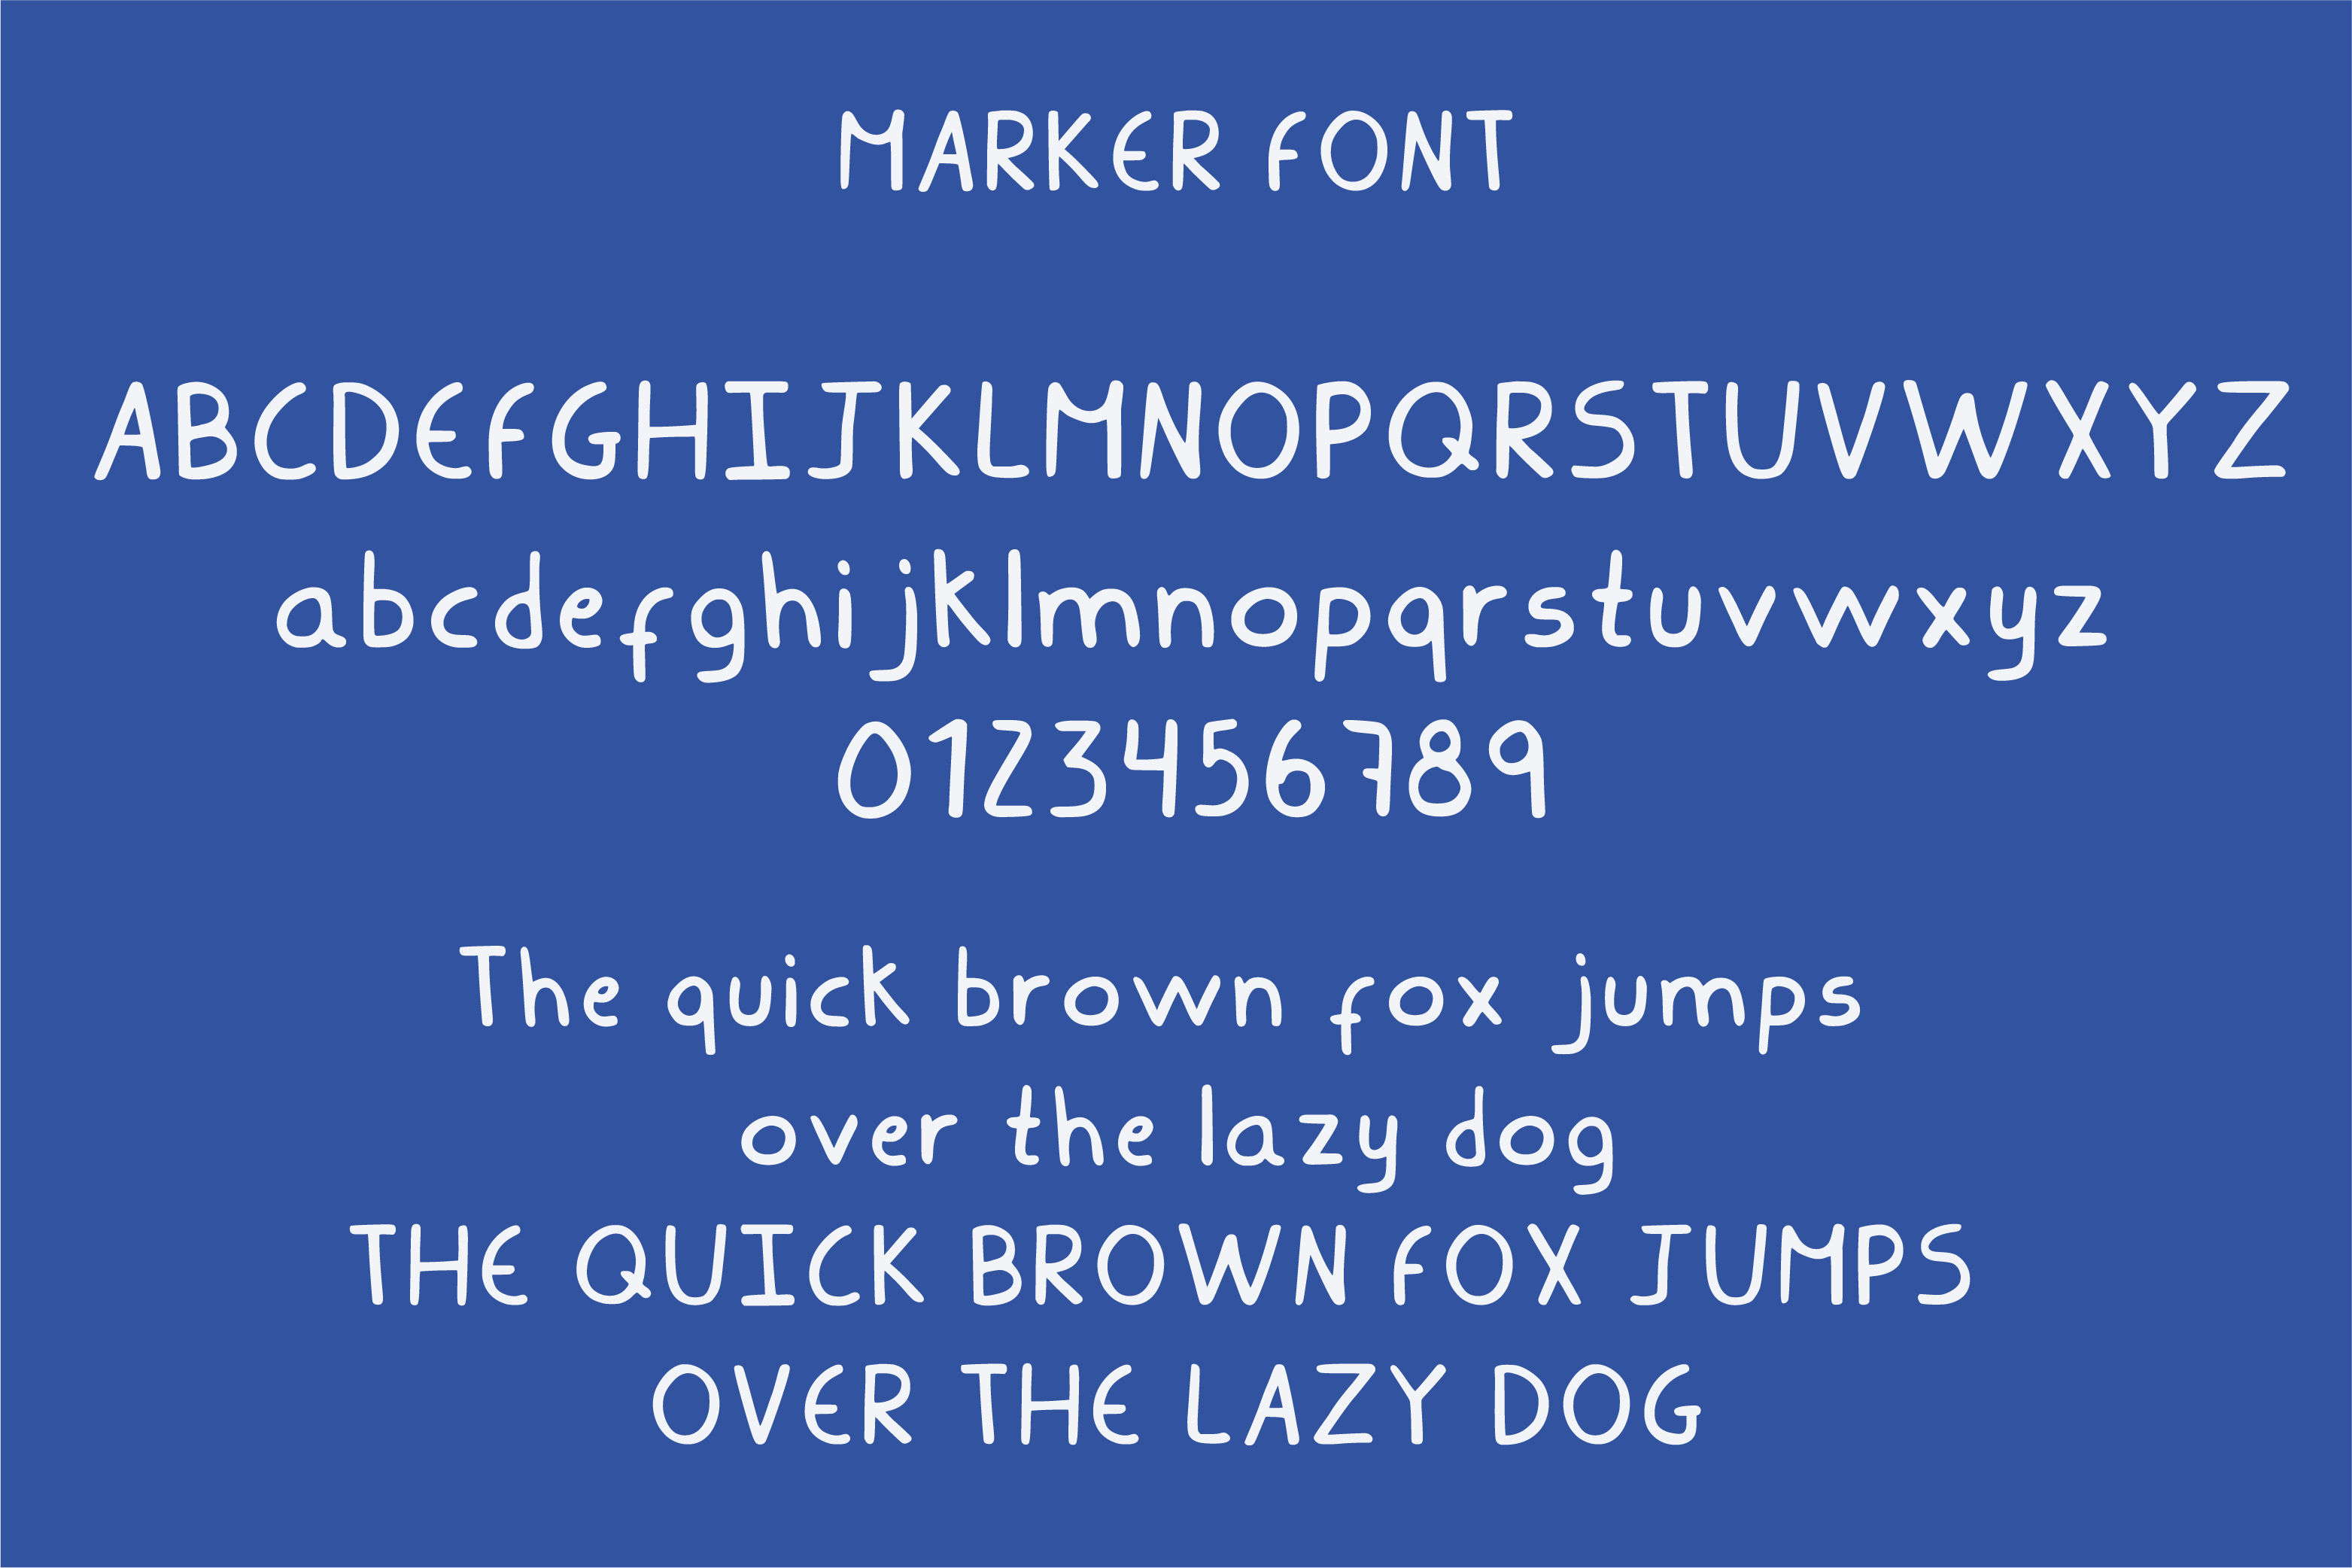 MARKER FONT
ABCDEFGHIJKLMNOPQRSTUVWXYZ
abcdefghijklmnopqrstuvwxyz
0123456789
The quick brown fox jumps
over the lazy dog
THE QUICK BROWN FOX JUMPS
OVER THE LAZY DOG